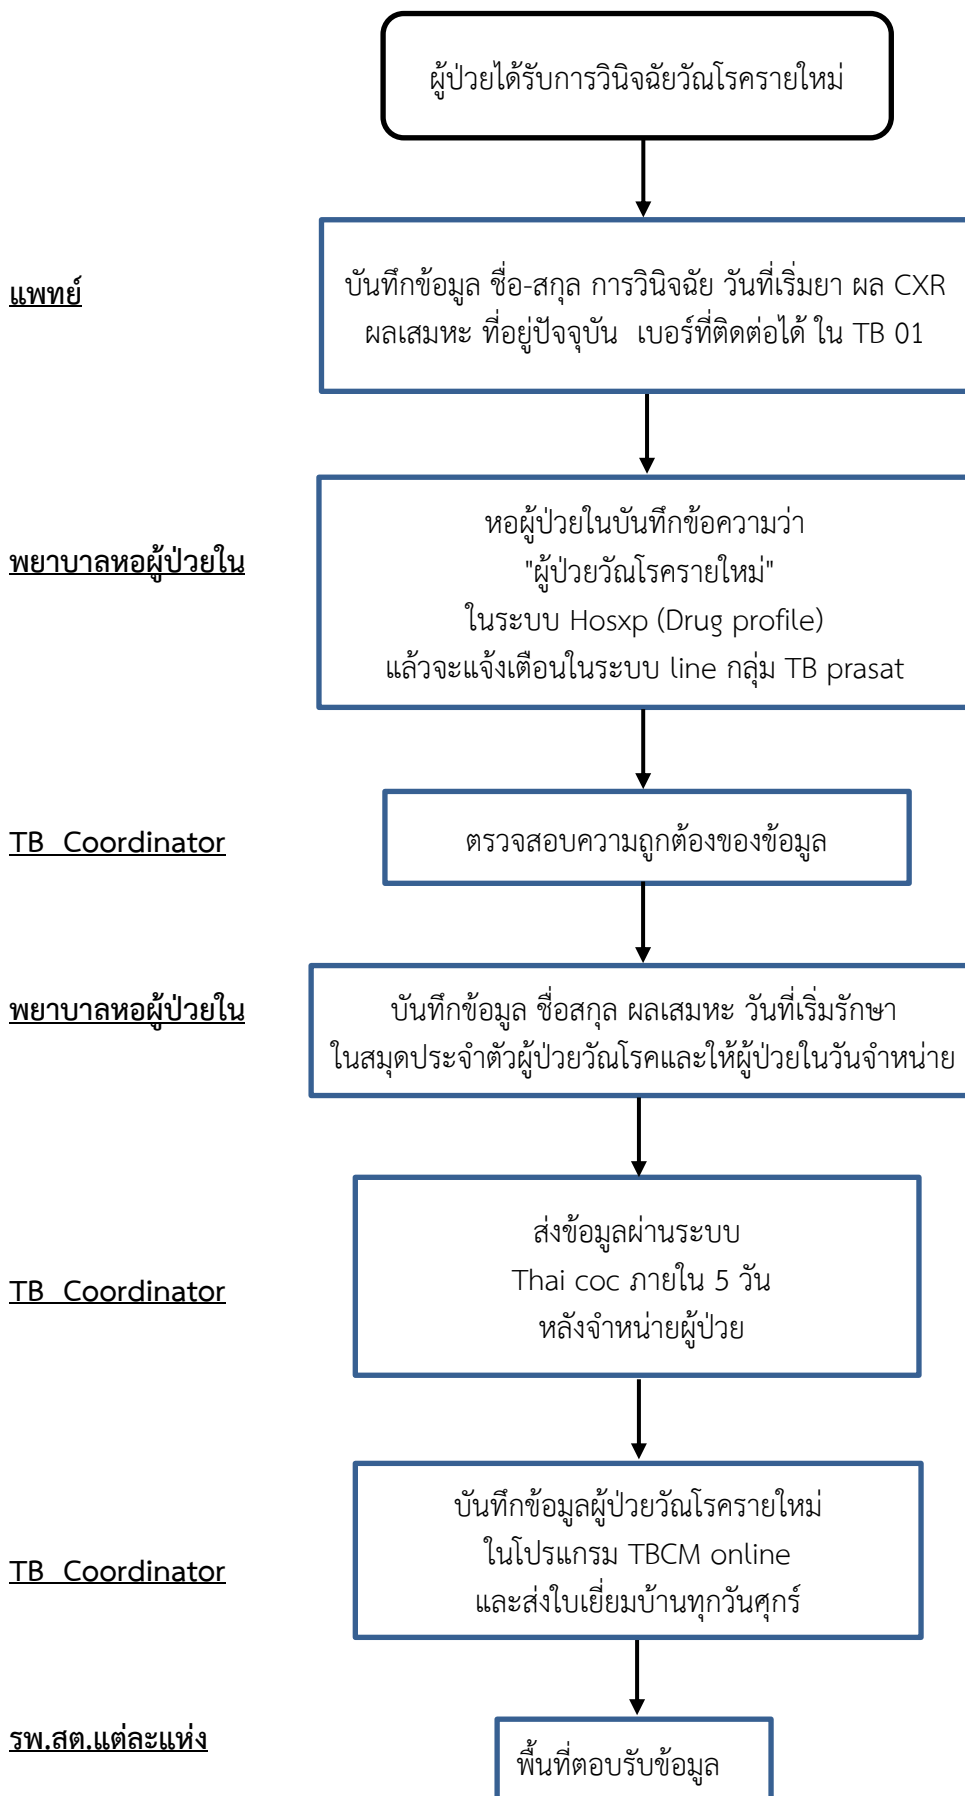 ผู้ป่วยได้รับการวินิจฉัยวัณโรครายใหม่
แพทย์
บันทึกข้อมูล ชื่อ-สกุล การวินิจฉัย วันที่เริ่มยา ผล CXR
ผลเสมหะ ที่อยู่ปัจจุบัน เบอร์ที่ติดต่อได้ ใน TB 01
พยาบาลหอผู้ป่วยใน
หอผู้ป่วยในบันทึกข้อความว่า
"ผู้ป่วยวัณโรครายใหม่"
ในระบบ Hosxp (Drug profile)
แล้วจะแจ้งเตือนในระบบ line กลุ่ม TB prasat
TB Coordinator
ตรวจสอบความถูกต้องของข้อมูล
พยาบาลหอผู้ป่วยใน
บันทึกข้อมูล ชื่อสกุล ผลเสมหะ วันที่เริ่มรักษา
ในสมุดประจำตัวผู้ป่วยวัณโรคและให้ผู้ป่วยในวันจำหน่าย
TB Coordinator
ส่งข้อมูลผ่านระบบ
Thai coc ภายใน 5 วัน
หลังจำหน่ายผู้ป่วย
TB Coordinator
บันทึกข้อมูลผู้ป่วยวัณโรครายใหม่
ในโปรแกรม TBCM online
และส่งใบเยี่ยมบ้านทุกวันศุกร์
รพ.สต.แต่ละแห่ง
พื้นที่ตอบรับข้อมูล